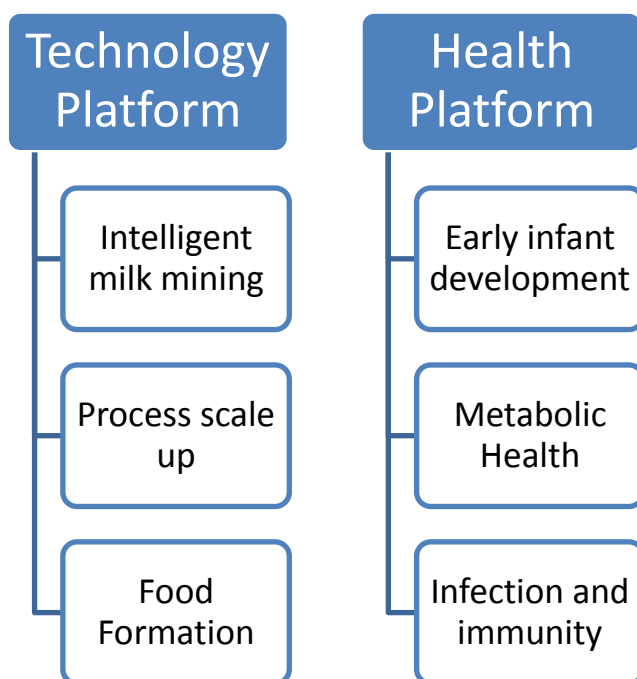 Technology
Platform
Intelligent
milk mining
Process scale
up
Food
Formation
Health
Platform
Early infant
development
Metabolic
Health
Infection and
immunity